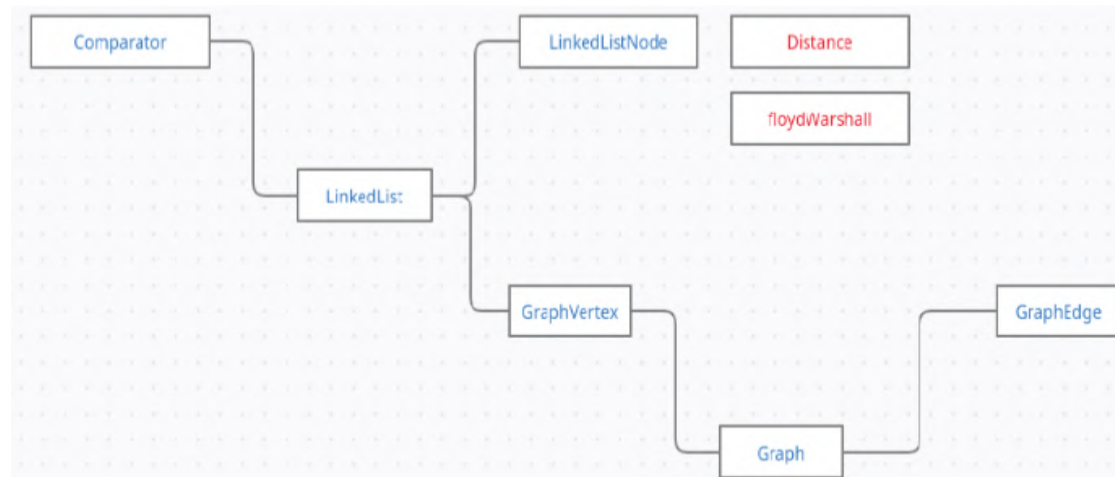 Comparator
LinkedListNode
Distance
floydWarshall
LinkedList
GraphVertex
GraphEdge
Graph